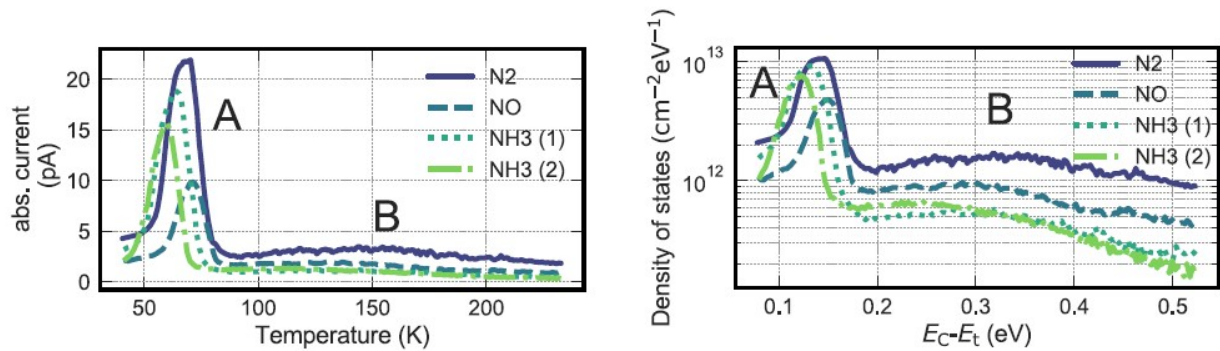 abs. current
(pA)
20
15
10
5
0
50
100
150
200
Temperature (K)
A
B
N2
NO
NH3 (1)
NH3 (2)
Density of states (cm⁻²eV⁻¹)
10¹³
10¹²
0.1
0.2
0.3
0.4
0.5
E_C-E_t (eV)
A
B
N2
NO
NH3 (1)
NH3 (2)